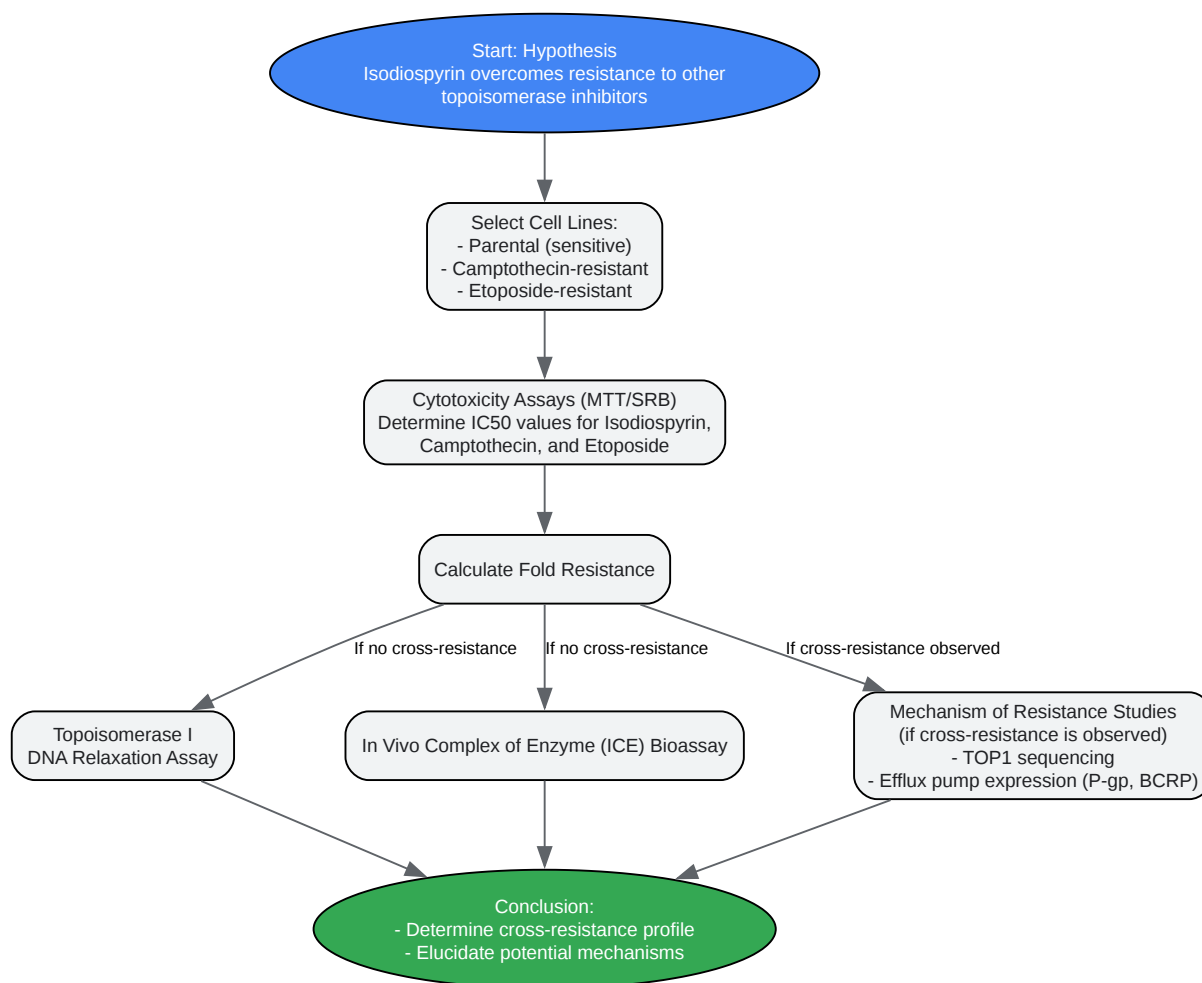 Start: Hypothesis
Isodiospyrin overcomes resistance to other
topoisomerase inhibitors
Select Cell Lines:
- Parental (sensitive)
- Camptothecin-resistant
- Etoposide-resistant
Cytotoxicity Assays (MTT/SRB)
Determine IC50 values for Isodiospyrin,
Camptothecin, and Etoposide
Calculate Fold Resistance
If no cross-resistance
If no cross-resistance
If cross-resistance observed
Topoisomerase I
DNA Relaxation Assay
In Vivo Complex of Enzyme (ICE) Bioassay
Mechanism of Resistance Studies
(if cross-resistance is observed)
- TOP1 sequencing
- Efflux pump expression (P-gp, BCRP)
Conclusion:
- Determine cross-resistance profile
- Elucidate potential mechanisms